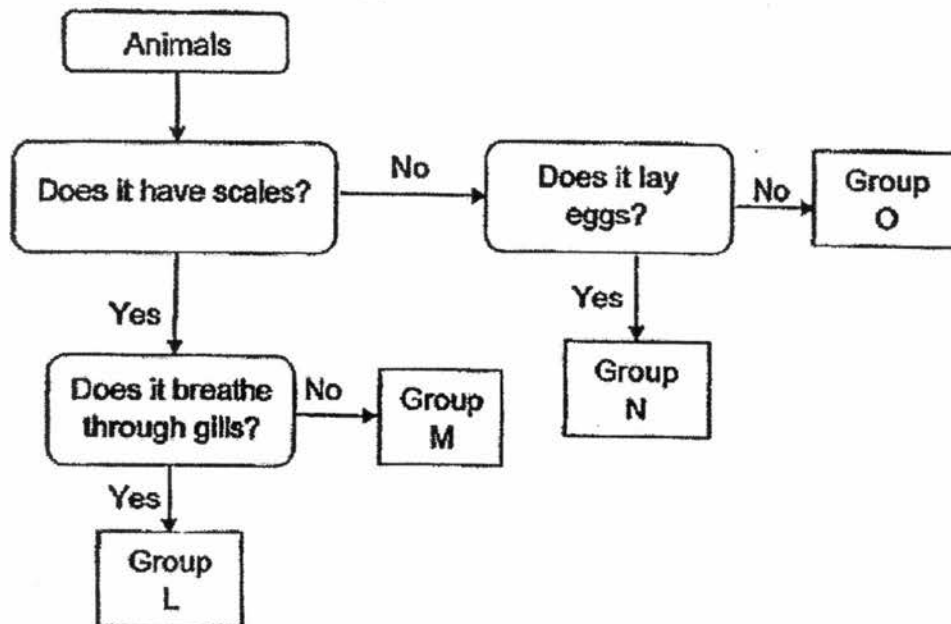 Animals
Does it have scales?
No
Does it lay
eggs?
No
Group
O
Yes
Yes
Does it breathe
through gills?
No
Group
M
Group
N
Yes
Group
L